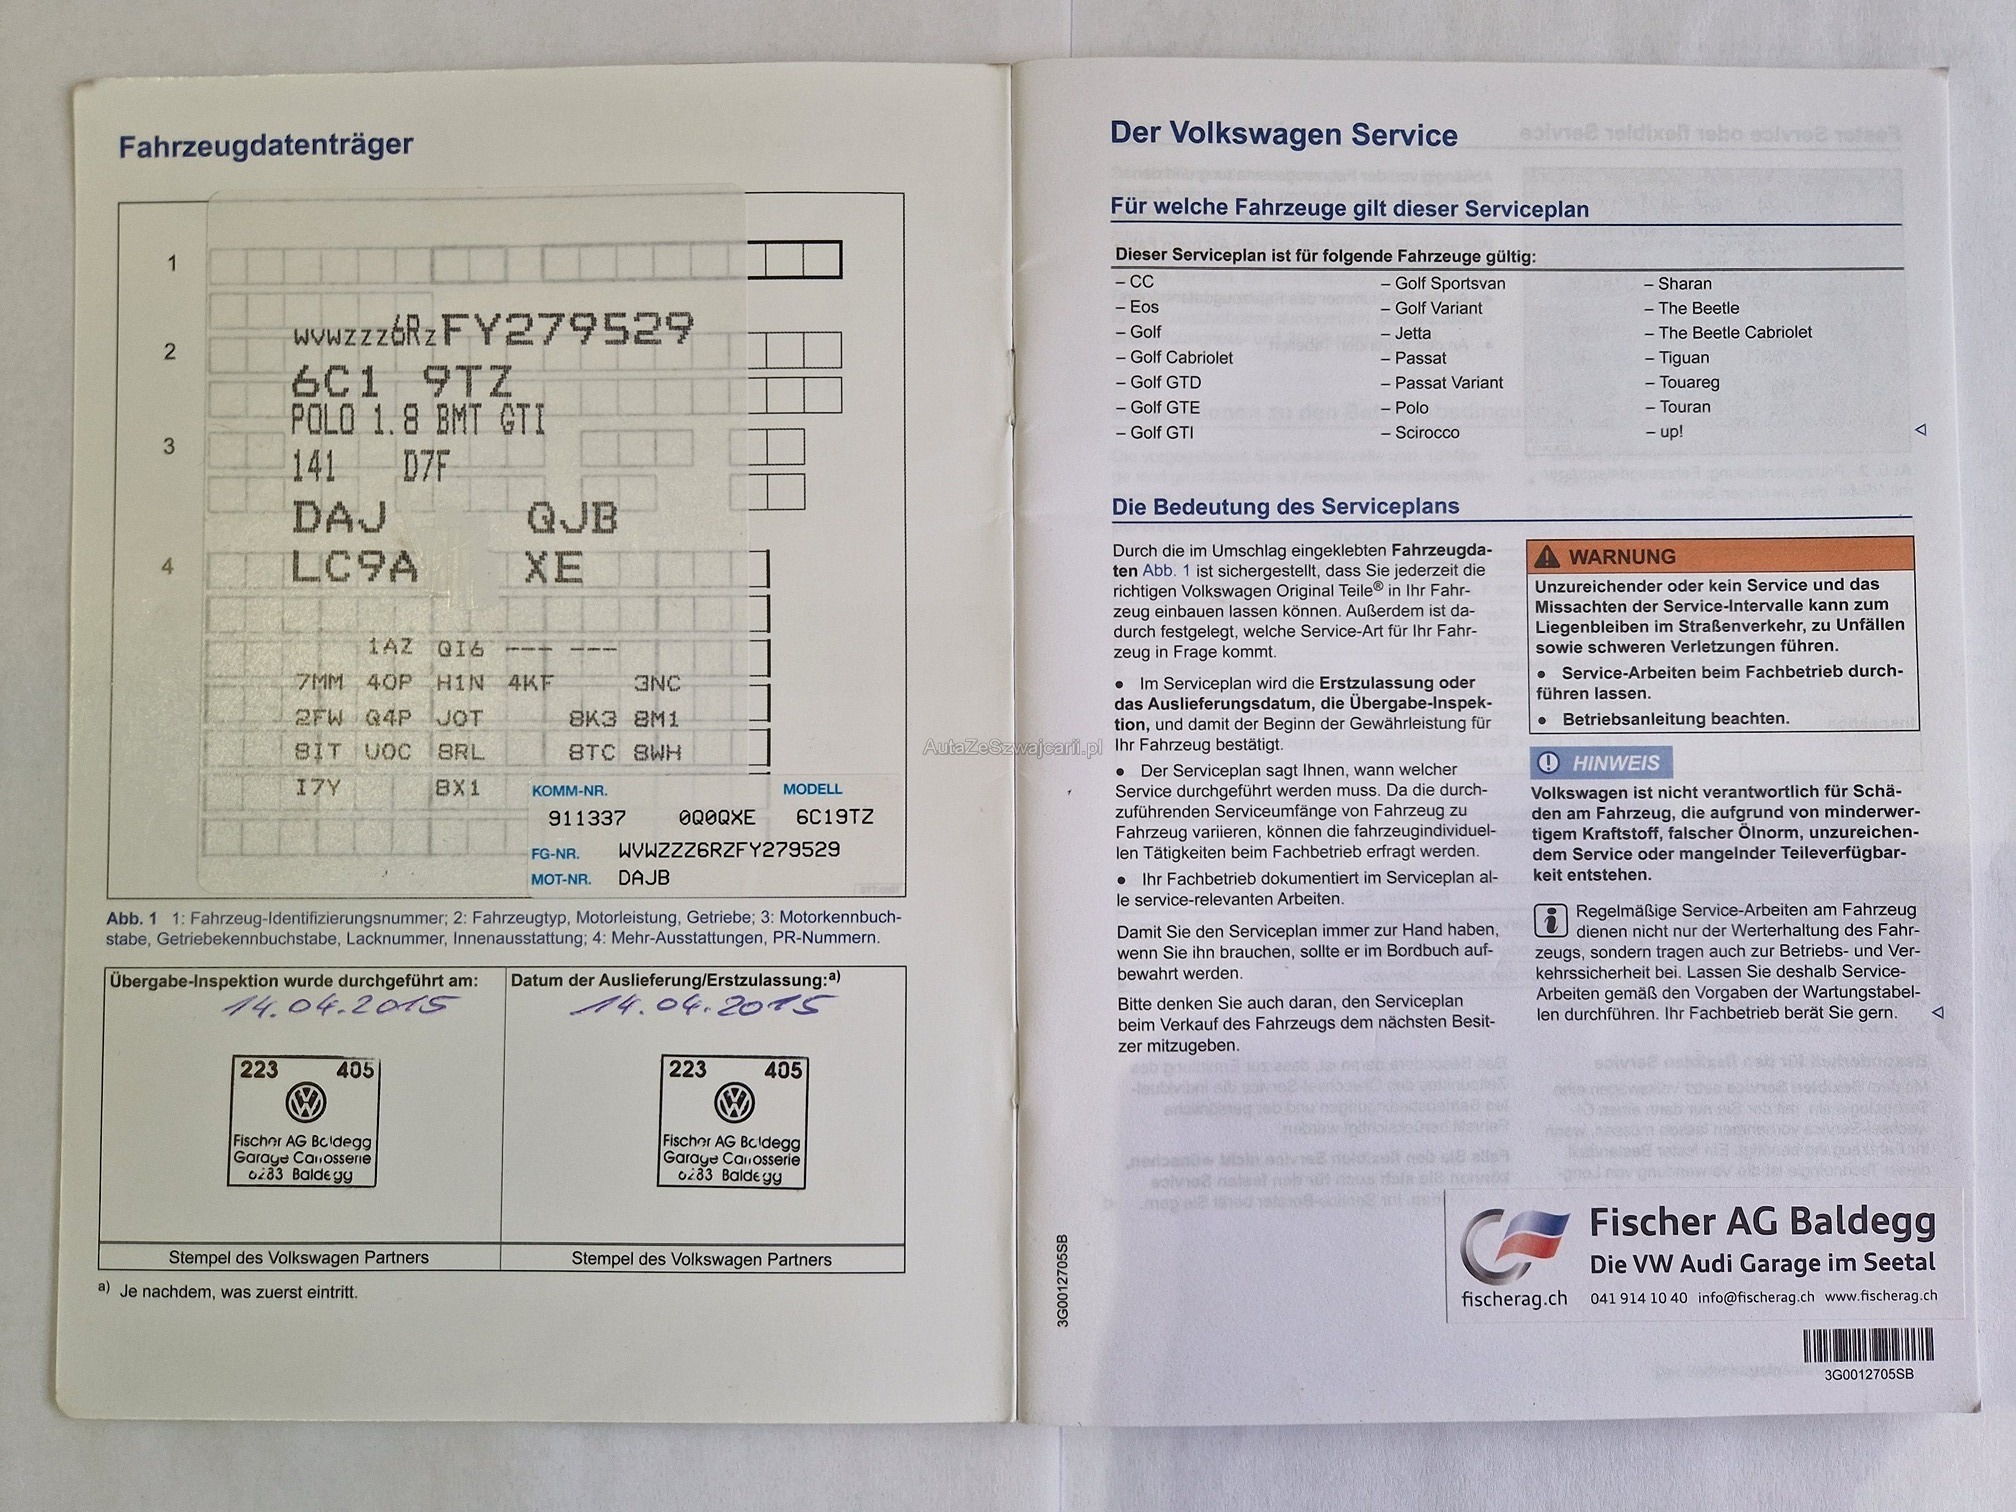 Fahrzeugdatenträger
1
WVWZZZ6RZFY279529
2
6C1 9TZ
POLO 1.8 BMT GTI
3
141 D7F
DAJ QJB
4
LC9A XE
1AZ QI6 --- ---
7MM 4OP H1N 4KF 3NC
2FW Q4P JOT 8K3 8M1
8IT UOC 8RL 8TC 8WH
I7Y 8X1
KOMM-NR. MODELL
911337 0Q0QXE 6C19TZ
FG-NR. WVWZZZ6RZFY279529
MOT-NR. DAJB
Abb. 1 1: Fahrzeug-Identifizierungsnummer; 2: Fahrzeugtyp, Motorleistung, Getriebe; 3: Motorkennbuch-
stabe, Getriebekennbuchstabe, Lacknummer, Innenausstattung; 4: Mehr-Ausstattungen, PR-Nummern.
Übergabe-Inspektion wurde durchgeführt am:
14.04.2015
223 405
Fischer AG Baldegg
Garage Carrosserie
6283 Baldegg
Stempel des Volkswagen Partners
Datum der Auslieferung/Erstzulassung:a)
14.04.2015
223 405
Fischer AG Baldegg
Garage Carrosserie
6283 Baldegg
Stempel des Volkswagen Partners
a) Je nachdem, was zuerst eintritt.
AutaZeSzwajcarii.pl
Der Volkswagen Service
Für welche Fahrzeuge gilt dieser Serviceplan
Dieser Serviceplan ist für folgende Fahrzeuge gültig:
– CC
– Eos
– Golf
– Golf Cabriolet
– Golf GTD
– Golf GTE
– Golf GTI
– Golf Sportsvan
– Golf Variant
– Jetta
– Passat
– Passat Variant
– Polo
– Scirocco
– Sharan
– The Beetle
– The Beetle Cabriolet
– Tiguan
– Touareg
– Touran
– up!
Die Bedeutung des Serviceplans
Durch die im Umschlag eingeklebten Fahrzeugda-
ten Abb. 1 ist sichergestellt, dass Sie jederzeit die
richtigen Volkswagen Original Teile® in Ihr Fahr-
zeug einbauen lassen können. Außerdem ist da-
durch festgelegt, welche Service-Art für Ihr Fahr-
zeug in Frage kommt.
● Im Serviceplan wird die Erstzulassung oder
das Auslieferungsdatum, die Übergabe-Inspek-
tion, und damit der Beginn der Gewährleistung für
Ihr Fahrzeug bestätigt.
● Der Serviceplan sagt Ihnen, wann welcher
Service durchgeführt werden muss. Da die durch-
zuführenden Serviceumfänge von Fahrzeug zu
Fahrzeug variieren, können die fahrzeugindividuel-
len Tätigkeiten beim Fachbetrieb erfragt werden.
● Ihr Fachbetrieb dokumentiert im Serviceplan al-
le service-relevanten Arbeiten.
Damit Sie den Serviceplan immer zur Hand haben,
wenn Sie ihn brauchen, sollte er im Bordbuch auf-
bewahrt werden.
Bitte denken Sie auch daran, den Serviceplan
beim Verkauf des Fahrzeugs dem nächsten Besit-
zer mitzugeben.
WARNUNG
Unzureichender oder kein Service und das
Missachten der Service-Intervalle kann zum
Liegenbleiben im Straßenverkehr, zu Unfällen
sowie schweren Verletzungen führen.
● Service-Arbeiten beim Fachbetrieb durch-
führen lassen.
● Betriebsanleitung beachten.
HINWEIS
Volkswagen ist nicht verantwortlich für Schä-
den am Fahrzeug, die aufgrund von minderwer-
tigem Kraftstoff, falscher Ölnorm, unzureichen-
dem Service oder mangelnder Teileverfügbar-
keit entstehen.
Regelmäßige Service-Arbeiten am Fahrzeug
dienen nicht nur der Werterhaltung des Fahr-
zeugs, sondern tragen auch zur Betriebs- und Ver-
kehrssicherheit bei. Lassen Sie deshalb Service-
Arbeiten gemäß den Vorgaben der Wartungstabel-
len durchführen. Ihr Fachbetrieb berät Sie gern.
Fischer AG Baldegg
Die VW Audi Garage im Seetal
fischerag.ch 041 914 10 40 info@fischerag.ch www.fischerag.ch
3G0012705SB
3G0012705SB